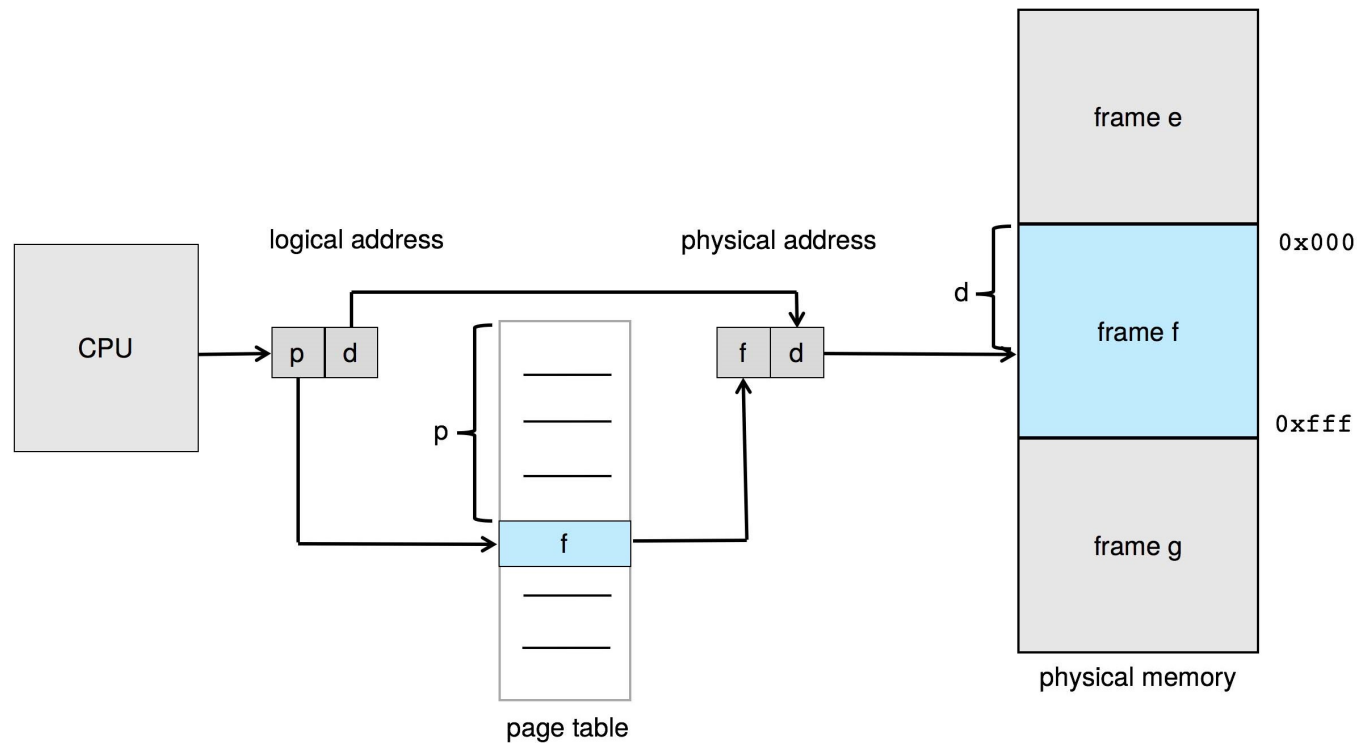 frame e
logical address
physical address
0x000
d
CPU
p d
f d
frame f
p
0xfff
f
frame g
physical memory
page table